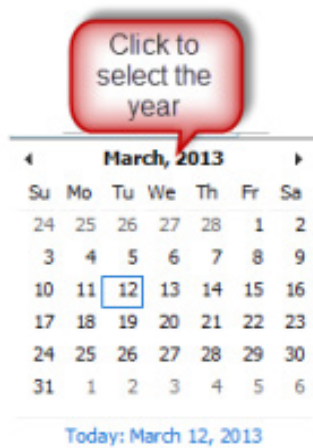 Click to
select the
year
March, 2013
Su Mo Tu We Th Fr Sa
24 25 26 27 28 1 2
3 4 5 6 7 8 9
10 11 12 13 14 15 16
17 18 19 20 21 22 23
24 25 26 27 28 29 30
31 1 2 3 4 5 6
Today: March 12, 2013